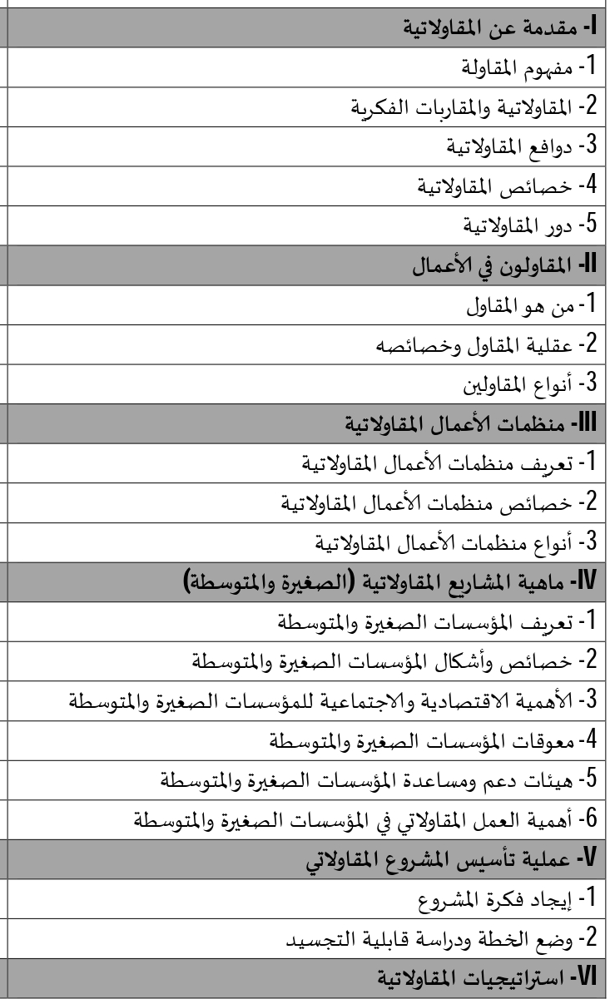 I- مقدمة عن المقاولاتية
1- مفهوم المقاولة
2- المقاولاتية والمقاربات الفكرية
3- دوافع المقاولاتية
4- خصائص المقاولاتية
5- دور المقاولاتية
II- المقاولون في الأعمال
1- من هو المقاول
2- عقلية المقاول وخصائصه
3- أنواع المقاولين
III- منظمات الأعمال المقاولاتية
1- تعريف منظمات الأعمال المقاولاتية
2- خصائص منظمات الأعمال المقاولاتية
3- أنواع منظمات الأعمال المقاولاتية
IV- ماهية المشاريع المقاولاتية (الصغيرة والمتوسطة)
1- تعريف المؤسسات الصغيرة والمتوسطة
2- خصائص وأشكال المؤسسات الصغيرة والمتوسطة
3- الأهمية الاقتصادية والاجتماعية للمؤسسات الصغيرة والمتوسطة
4- معوقات المؤسسات الصغيرة والمتوسطة
5- هيئات دعم ومساعدة المؤسسات الصغيرة والمتوسطة
6- أهمية العمل المقاولاتي في المؤسسات الصغيرة والمتوسطة
V- عملية تأسيس المشروع المقاولاتي
1- إيجاد فكرة المشروع
2- وضع الخطة ودراسة قابلية التجسيد
VI- استراتيجيات المقاولاتية